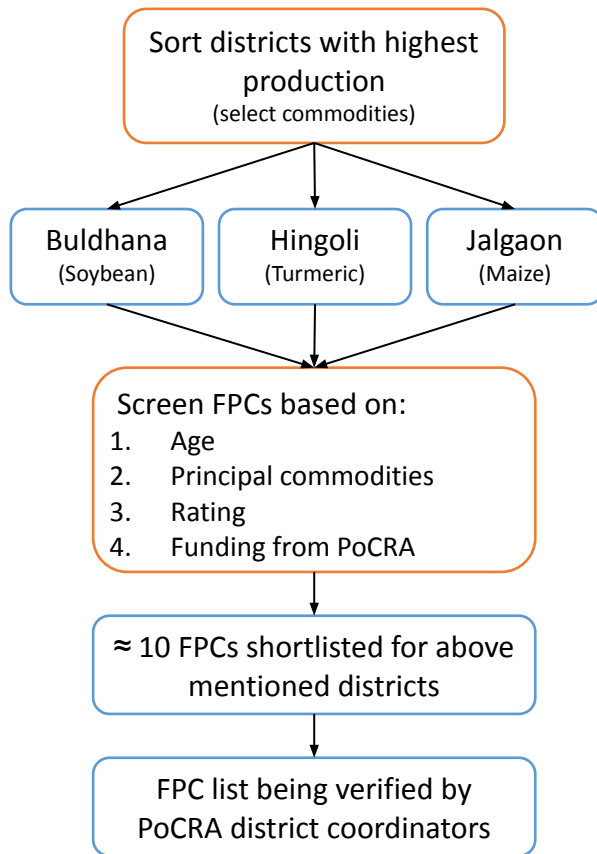 Sort districts with highest
production
(select commodities)
Buldhana
(Soybean)
Hingoli
(Turmeric)
Jalgaon
(Maize)
Screen FPCs based on:
1. Age
2. Principal commodities
3. Rating
4. Funding from PoCRA
≈ 10 FPCs shortlisted for above
mentioned districts
FPC list being verified by
PoCRA district coordinators